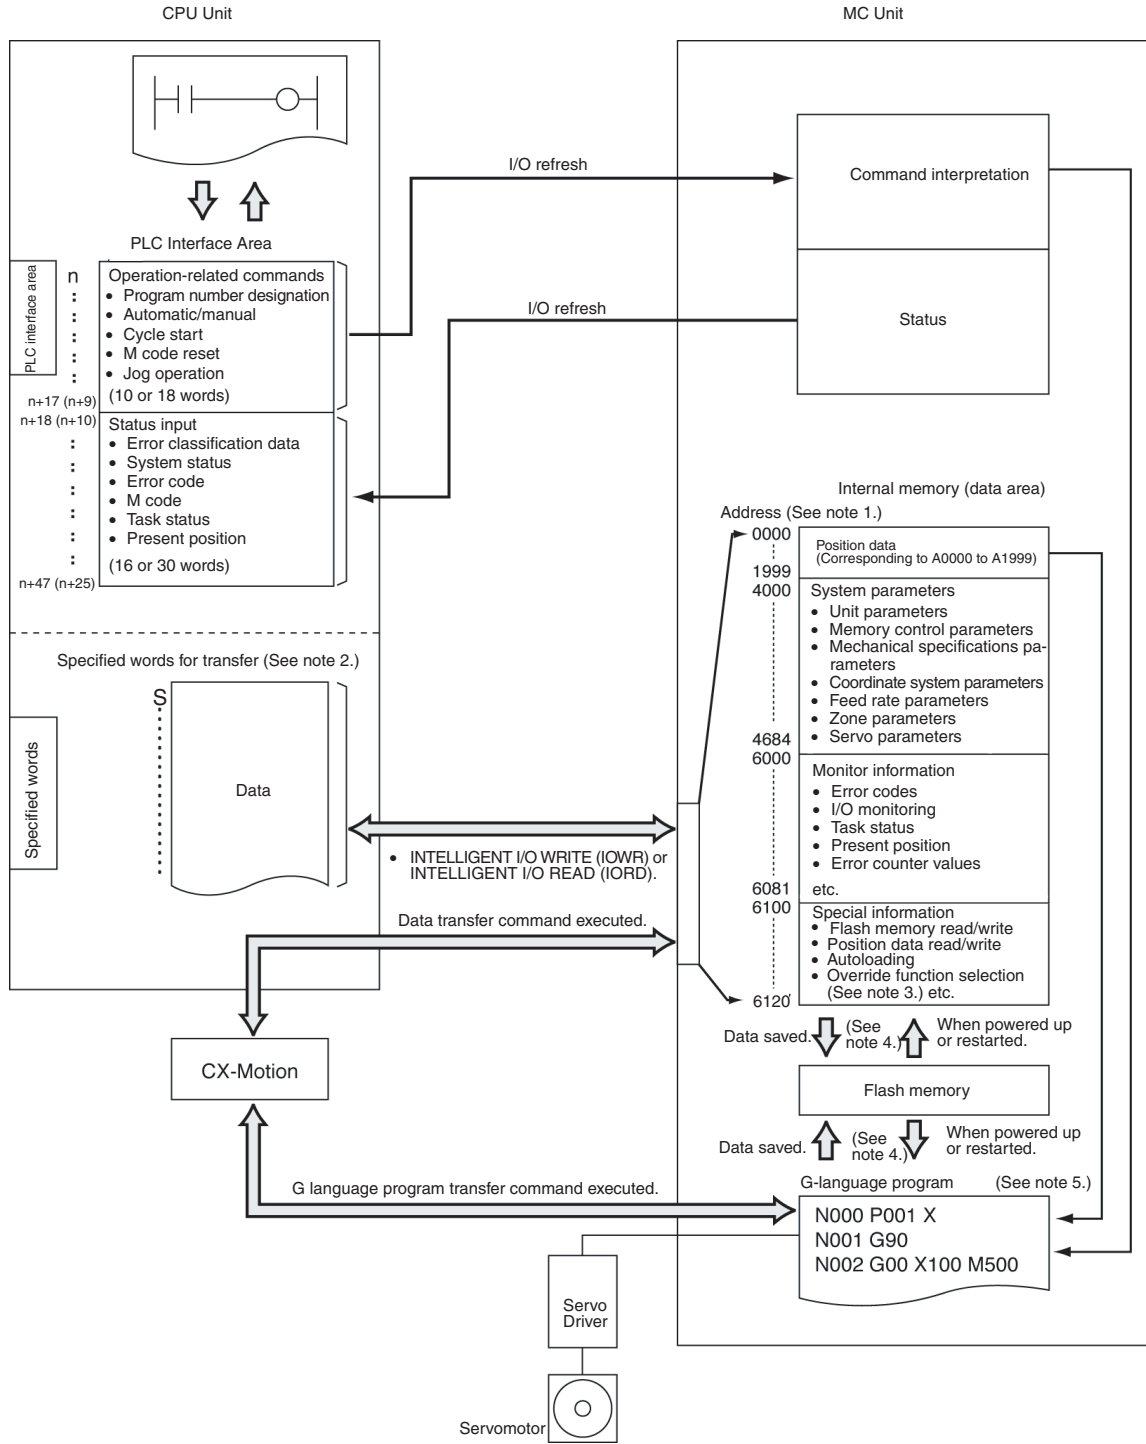 CPU Unit
MC Unit
I/O refresh
Command interpretation
PLC Interface Area
PLC interface area
n
Operation-related commands
• Program number designation
• Automatic/manual
• Cycle start
• M code reset
• Jog operation
(10 or 18 words)
n+17 (n+9)
I/O refresh
Status
n+18 (n+10)
Status input
• Error classification data
• System status
• Error code
• M code
• Task status
• Present position
(16 or 30 words)
n+47 (n+25)
Internal memory (data area)
Address (See note 1.)
0000
Position data
(Corresponding to A0000 to A1999)
1999
4000
System parameters
• Unit parameters
• Memory control parameters
• Mechanical specifications pa-
rameters
• Coordinate system parameters
• Feed rate parameters
• Zone parameters
• Servo parameters
4684
6000
Monitor information
• Error codes
• I/O monitoring
• Task status
• Present position
• Error counter values
etc.
6081
6100
Special information
• Flash memory read/write
• Position data read/write
• Autoloading
• Override function selection
(See note 3.) etc.
6120
Specified words for transfer (See note 2.)
S
Specified words
Data
• INTELLIGENT I/O WRITE (IOWR) or
INTELLIGENT I/O READ (IORD).
Data transfer command executed.
CX-Motion
Data saved.
(See
note 4.)
When powered up
or restarted.
Flash memory
Data saved.
(See
note 4.)
When powered up
or restarted.
G language program transfer command executed.
G-language program
(See note 5.)
N000 P001 X
N001 G90
N002 G00 X100 M500
Servo
Driver
Servomotor